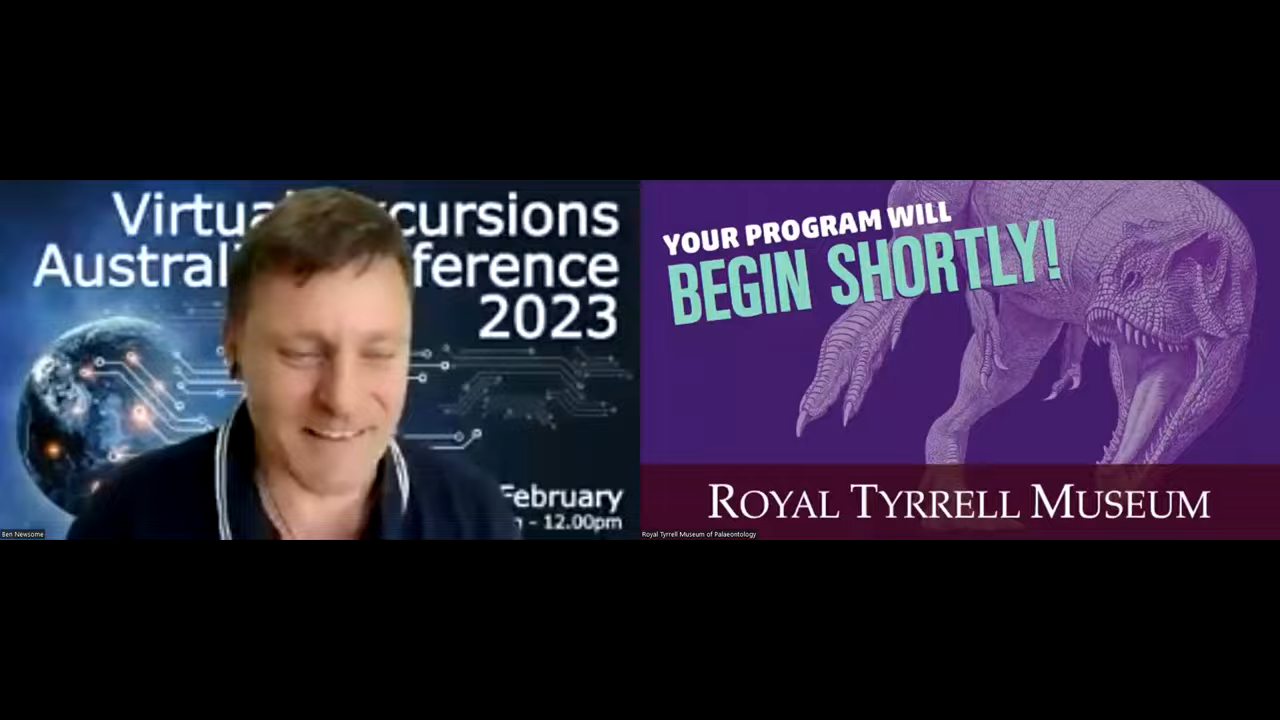 Virtua cursions
Austral ference
2023
February
- 12.00pm
Ben Newsome
YOUR PROGRAM WILL
BEGIN SHORTLY!
ROYAL TYRRELL MUSEUM
Royal Tyrrell Museum of Palaeontology